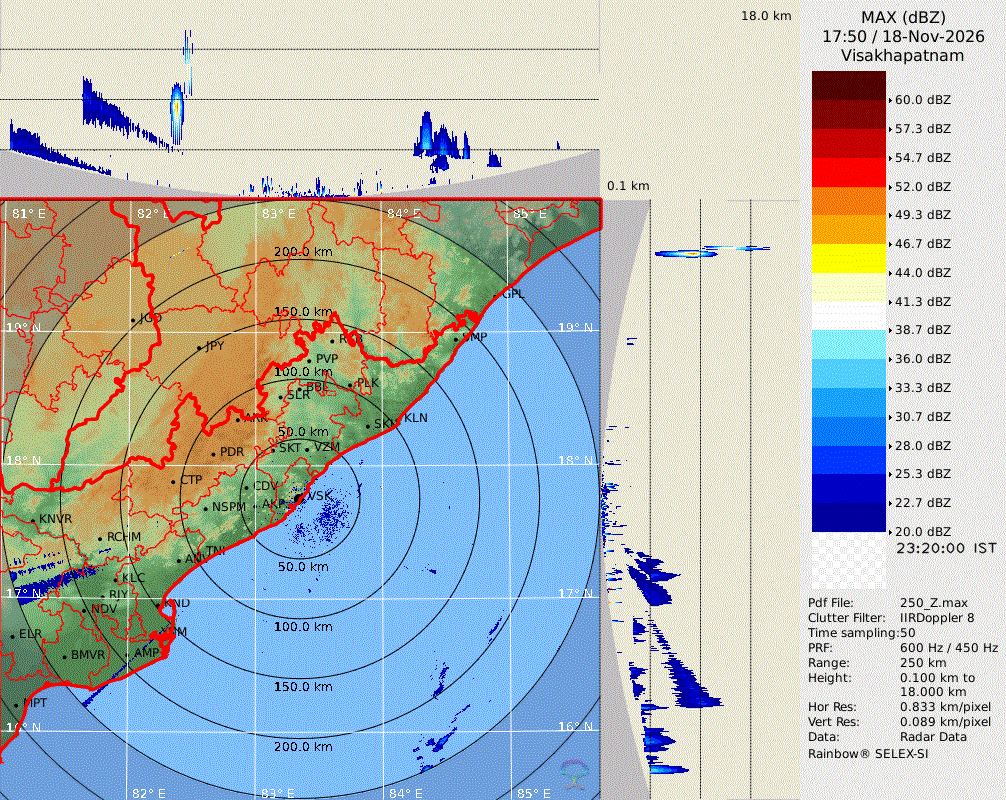 18.0 km
MAX (dBZ)
17:50 / 18-Nov-2026
Visakhapatnam
60.0 dBZ
57.3 dBZ
54.7 dBZ
52.0 dBZ
49.3 dBZ
46.7 dBZ
44.0 dBZ
41.3 dBZ
38.7 dBZ
36.0 dBZ
33.3 dBZ
30.7 dBZ
28.0 dBZ
25.3 dBZ
22.7 dBZ
20.0 dBZ
23:20:00 IST
0.1 km
81° E 82° E 83° E 84° E 85° E
200.0 km
GPL
150.0 km
19° N JGD 19° N
JPY
PVP
100.0 km
BBL PLK
SLR
KLN
50.0 km
SKT VZM
PDR
18° N 18° N
CTP
CDV
VSK
NSPM AKP
KNVR
RCHM
TNI
50.0 km
KLC
RJY
17° N 17° N
NDV KND
100.0 km
ELR
BMVR AMP
150.0 km
16° N 16° N
200.0 km
82° E 83° E 84° E 85° E
Pdf File: 250_Z.max
Clutter Filter: IIRDoppler 8
Time sampling:50
PRF: 600 Hz / 450 Hz
Range: 250 km
Height: 0.100 km to
18.000 km
Hor Res: 0.833 km/pixel
Vert Res: 0.089 km/pixel
Data: Radar Data
Rainbow® SELEX-SI